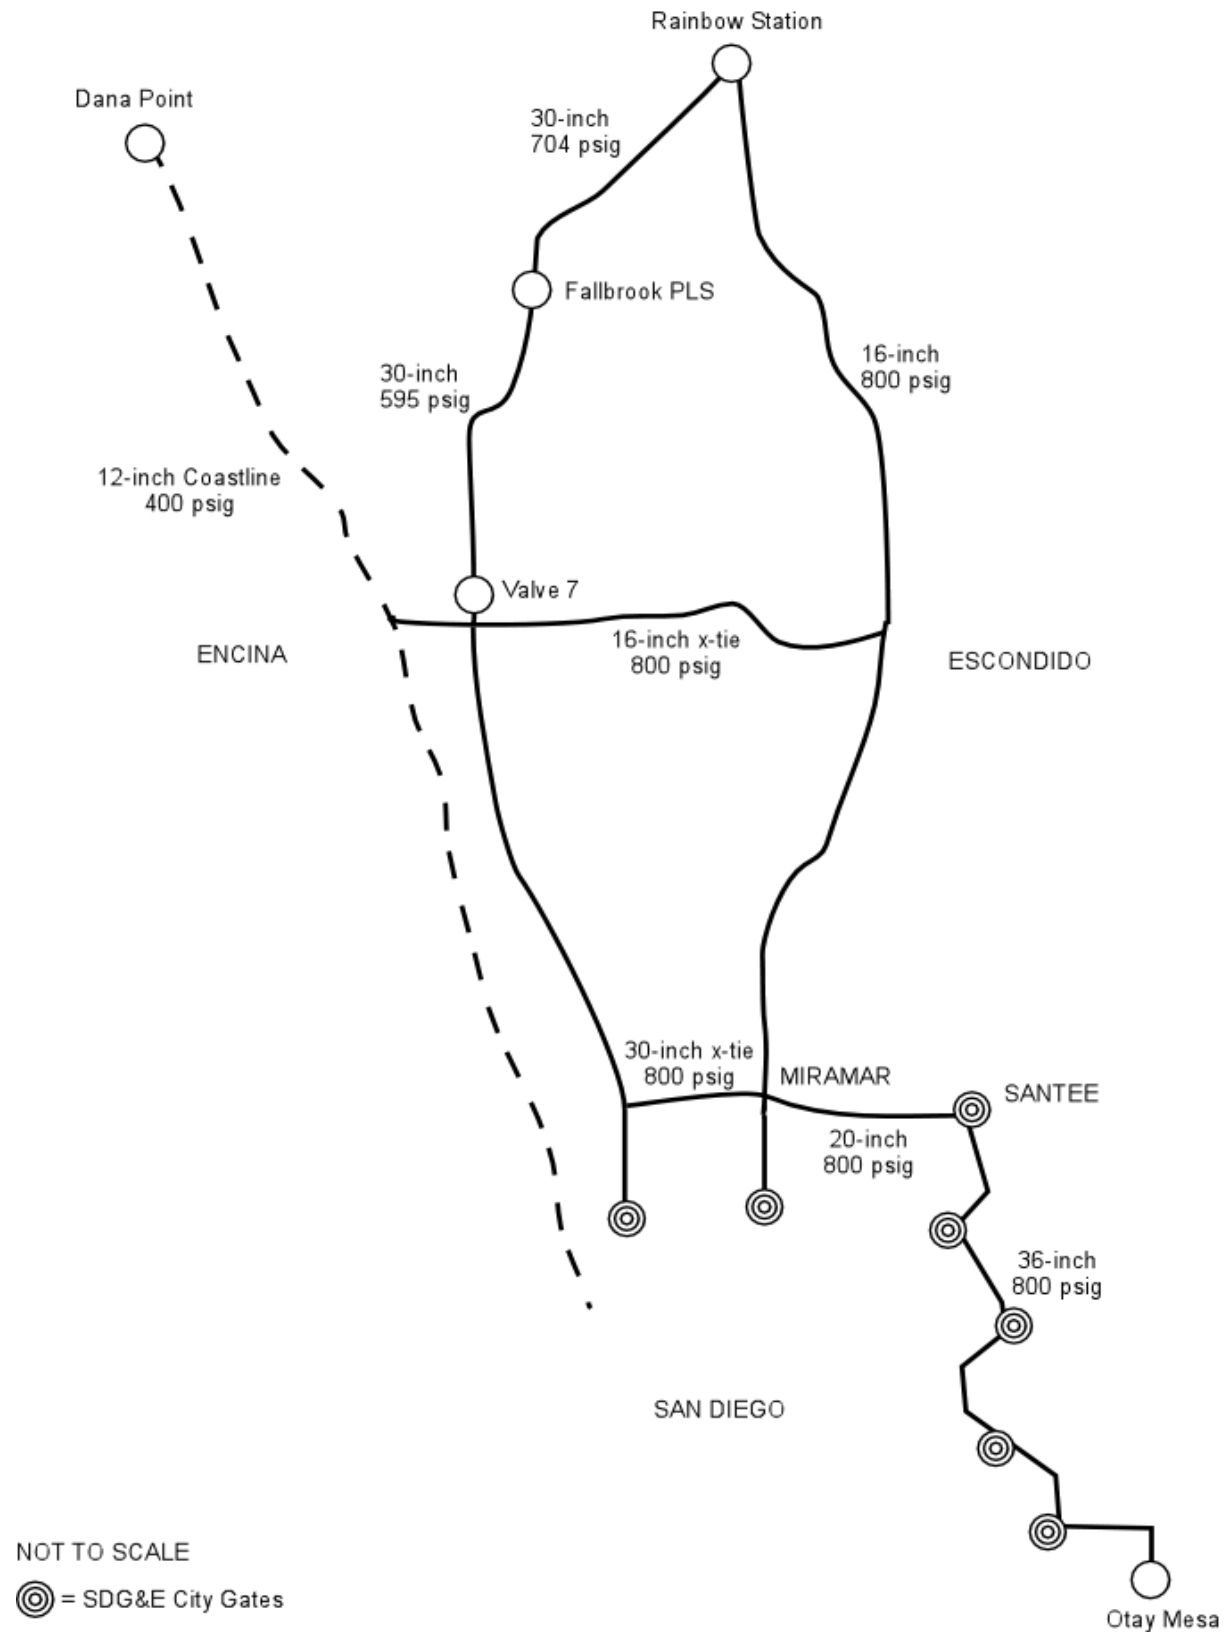 Rainbow Station
Dana Point
30-inch
704 psig
Fallbrook PLS
16-inch
800 psig
30-inch
595 psig
12-inch Coastline
400 psig
Valve 7
16-inch x-tie
800 psig
ENCINA
ESCONDIDO
30-inch x-tie
800 psig
MIRAMAR
SANTEE
20-inch
800 psig
36-inch
800 psig
SAN DIEGO
NOT TO SCALE
= SDG&E City Gates
Otay Mesa